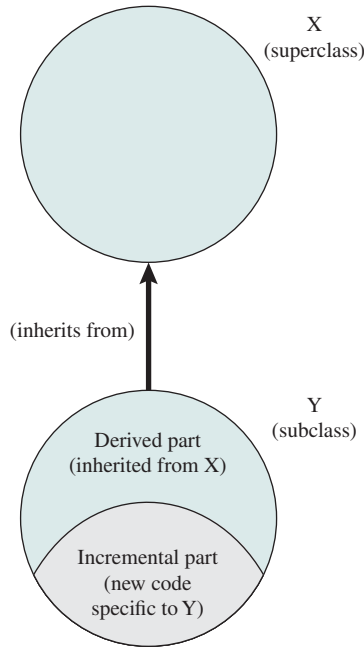 X
(superclass)
(inherits from)
Y
(subclass)
Derived part
(inherited from X)
Incremental part
(new code
specific to Y)